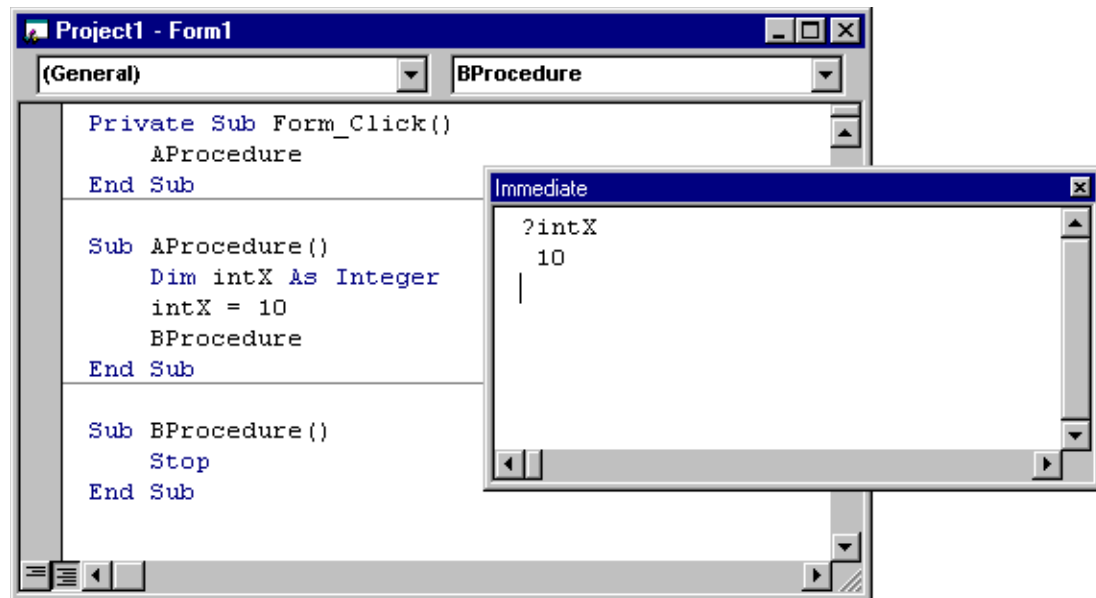 Project1 - Form1
(General)
BProcedure
Private Sub Form_Click()
AProcedure
End Sub
Sub AProcedure()
Dim intX As Integer
intX = 10
BProcedure
End Sub
Sub BProcedure()
Stop
End Sub
Immediate
?intX
10